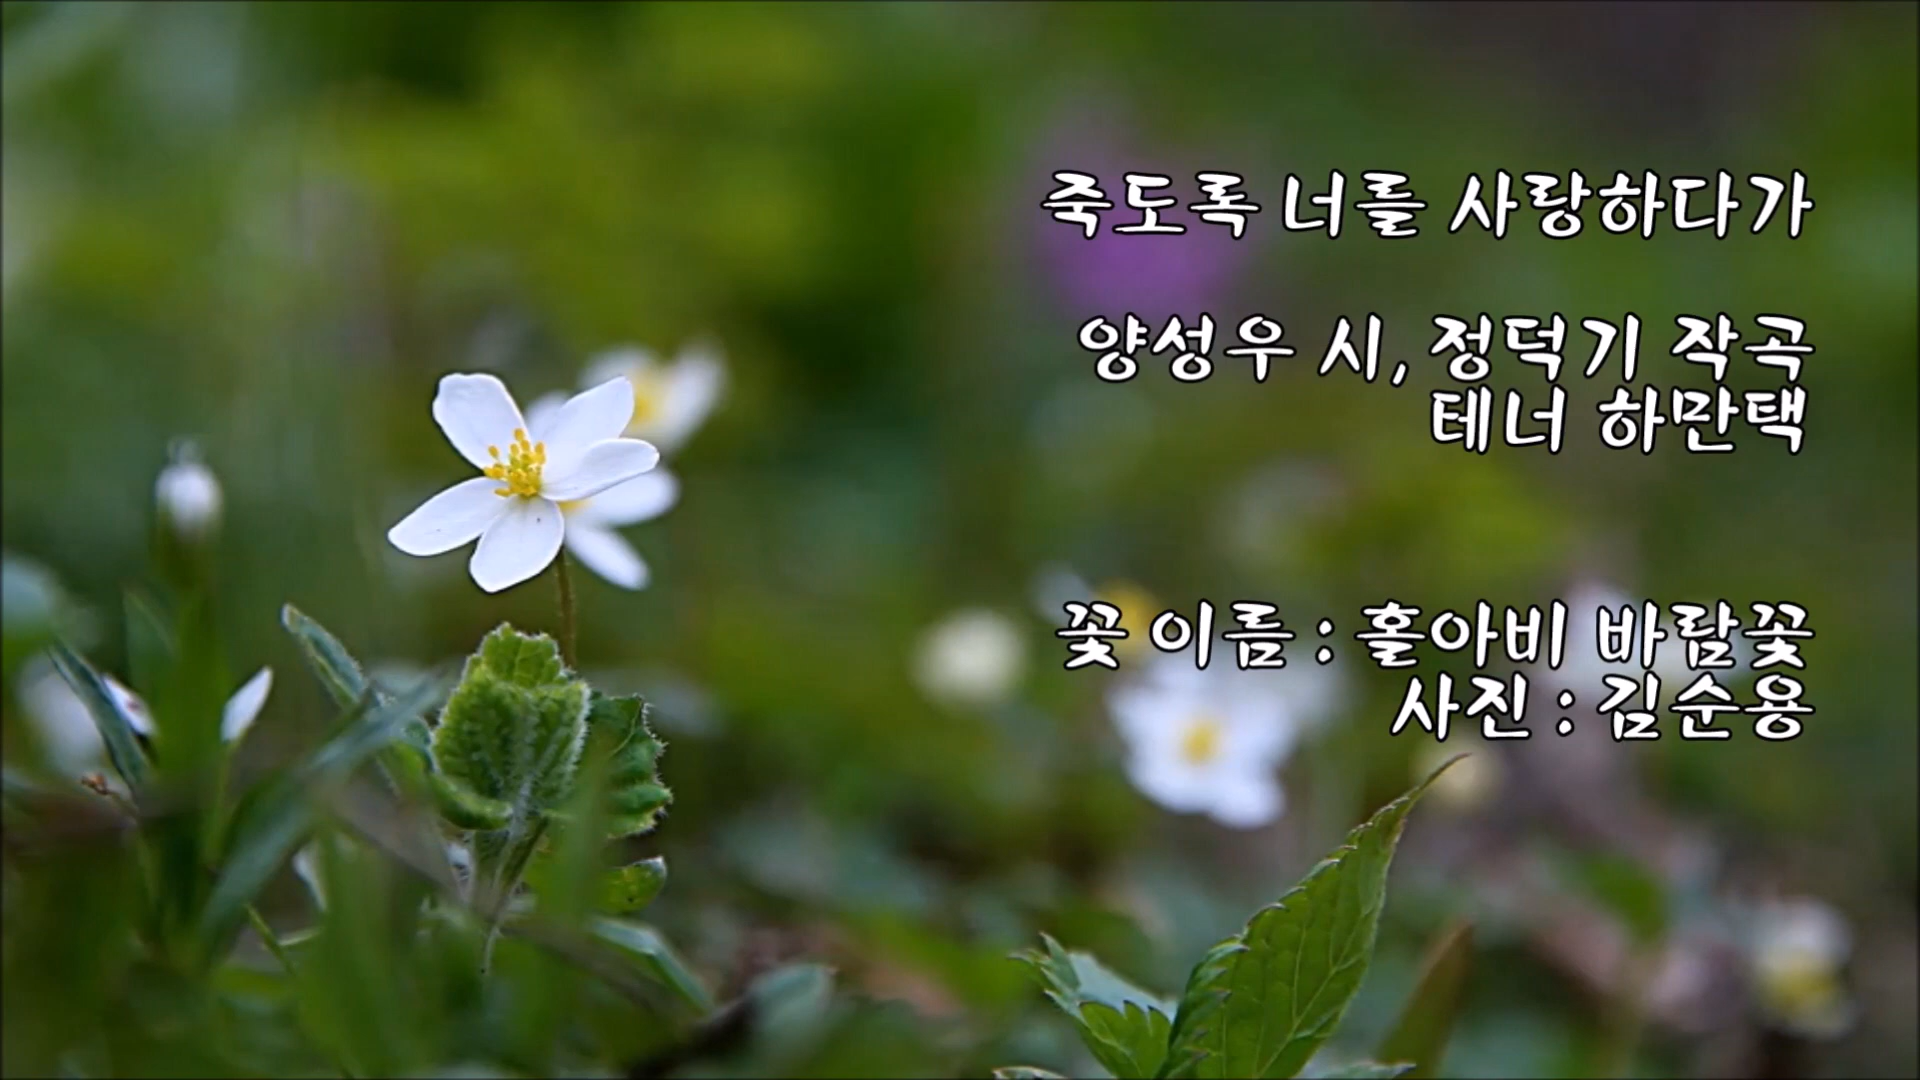 죽도록 너를 사랑하다가
양성우 시, 정덕기 작곡
테너 하만택
꽃 이름 : 홀아비 바람꽃
사진 : 김순용